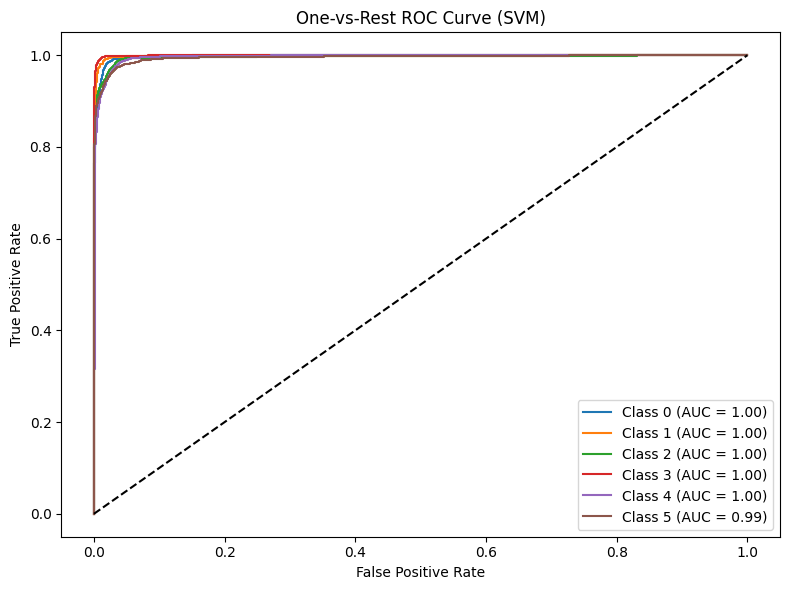 One-vs-Rest ROC Curve (SVM)
True Positive Rate
1.0
0.8
0.6
0.4
0.2
0.0
Class 0 (AUC = 1.00)
Class 1 (AUC = 1.00)
Class 2 (AUC = 1.00)
Class 3 (AUC = 1.00)
Class 4 (AUC = 1.00)
Class 5 (AUC = 0.99)
0.0 0.2 0.4 0.6 0.8 1.0
False Positive Rate